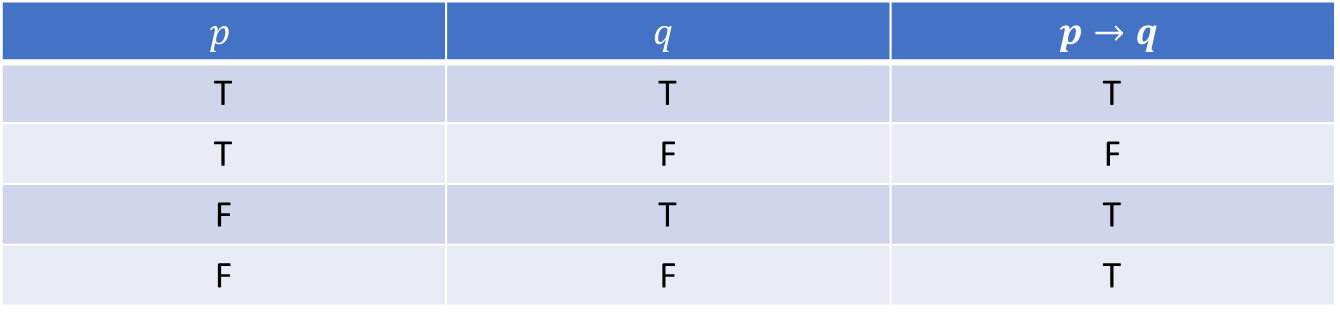 p q p → q
T T T
T F F
F T T
F F T